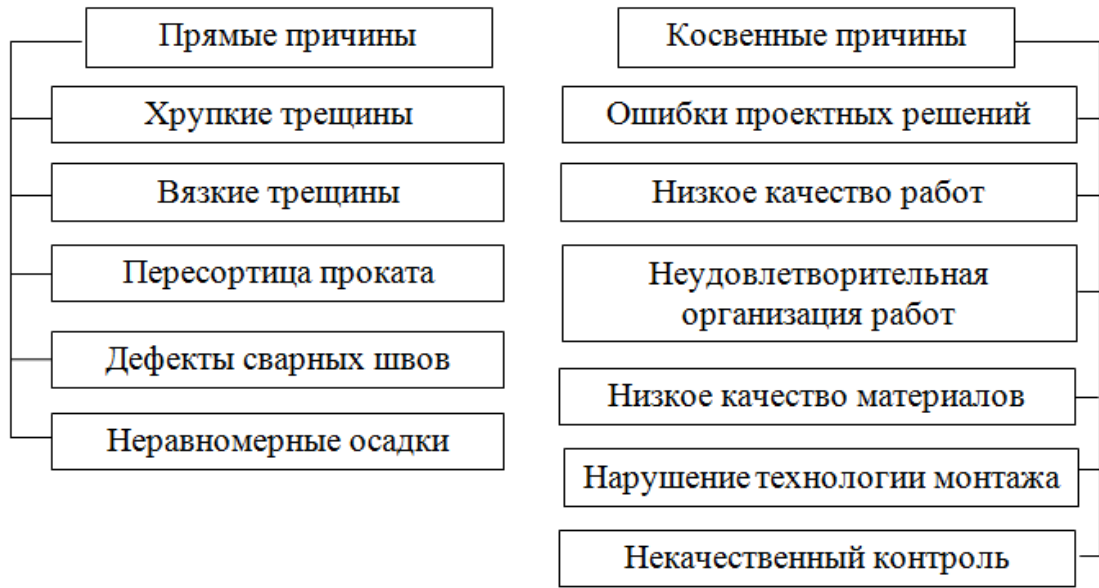 Прямые причины
Хрупкие трещины
Вязкие трещины
Пересортица проката
Дефекты сварных швов
Неравномерные осадки
Косвенные причины
Ошибки проектных решений
Низкое качество работ
Неудовлетворительная
организация работ
Низкое качество материалов
Нарушение технологии монтажа
Некачественный контроль